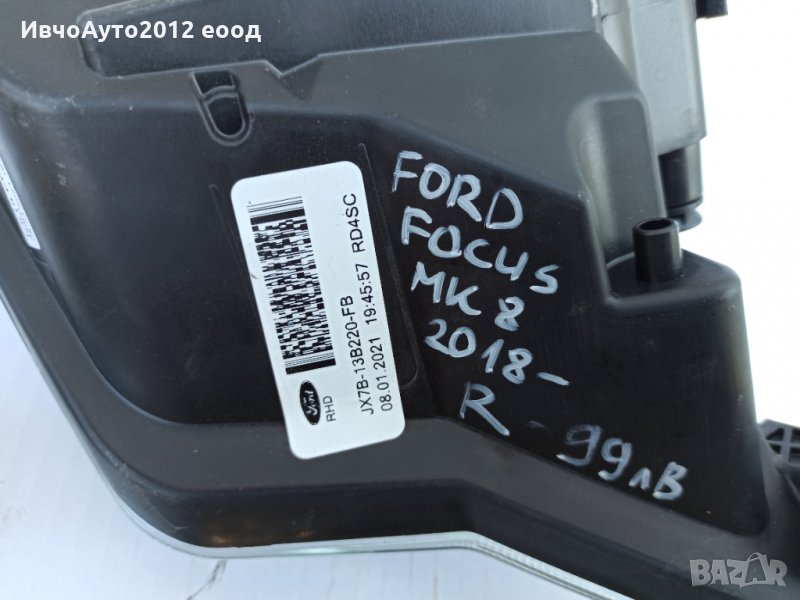 ИвчоАуто2012 еоод
Ford
RHD
JX7B-13B220-FB
08.01.2021 19:45:57 RD4SC
FORD
FOCUS
MK 8
2018-
R - 99лв
BAZAR